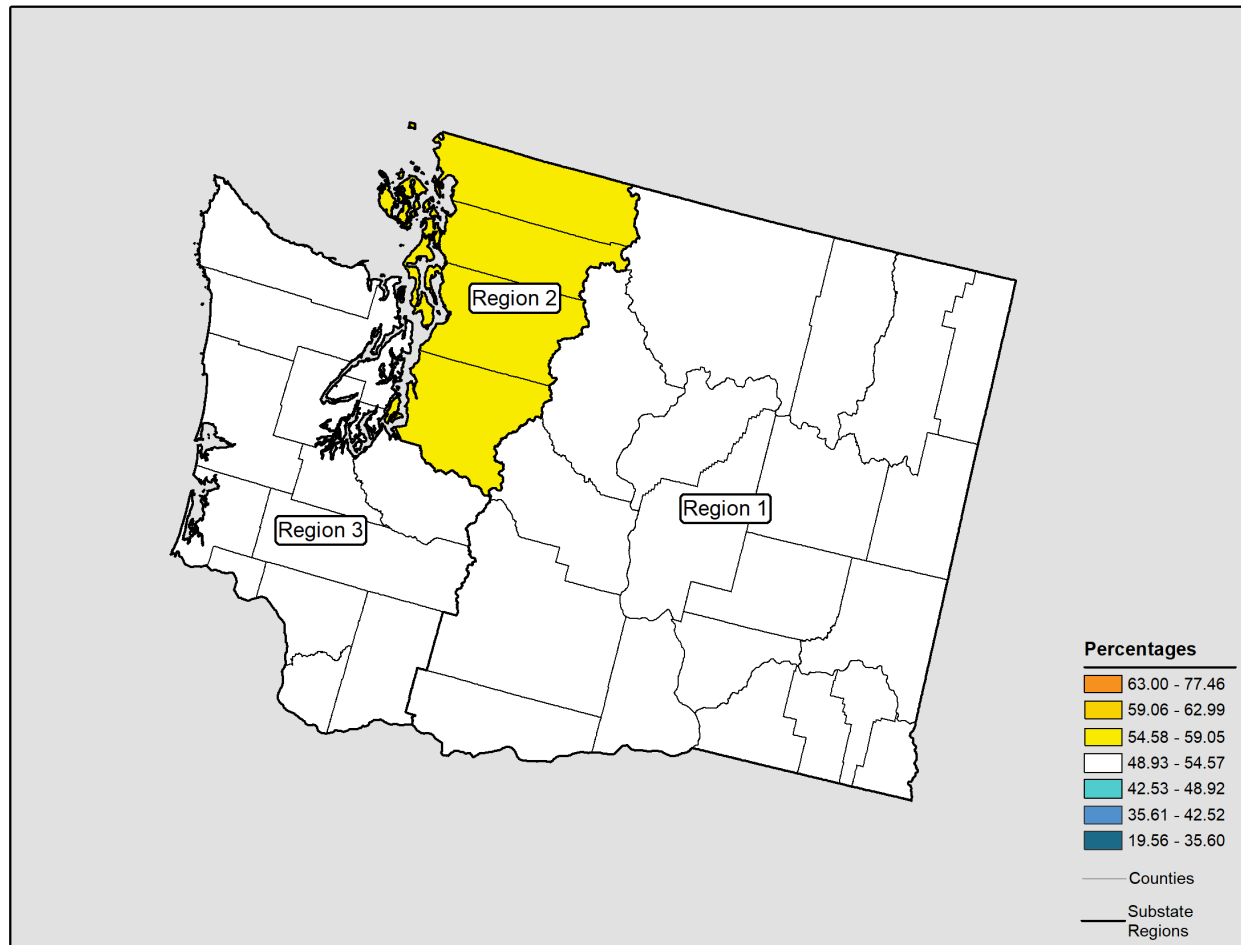 Region 2
Region 1
Region 3
Percentages
63.00 - 77.46
59.06 - 62.99
54.58 - 59.05
48.93 - 54.57
42.53 - 48.92
35.61 - 42.52
19.56 - 35.60
Counties
Substate
Regions